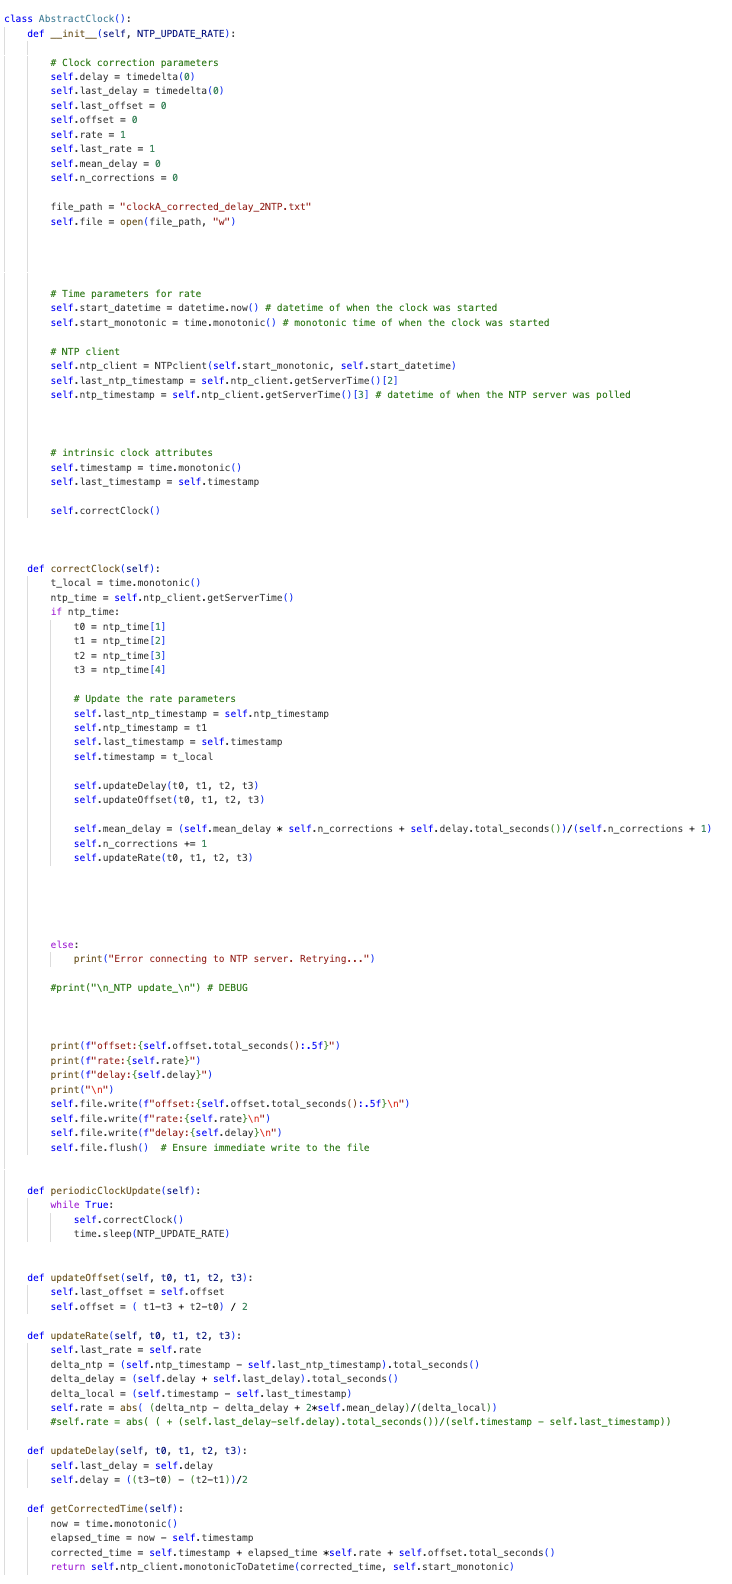 class AbstractClock():
    def __init__(self, NTP_UPDATE_RATE):
        # Clock correction parameters
        self.delay = timedelta(0)
        self.last_delay = timedelta(0)
        self.last_offset = 0
        self.offset = 0
        self.rate = 1
        self.last_rate = 1
        self.mean_delay = 0
        self.n_corrections = 0
        file_path = "clockA_corrected_delay_2NTP.txt"
        self.file = open(file_path, "w")
        # Time parameters for rate
        self.start_datetime = datetime.now() # datetime of when the clock was started
        self.start_monotonic = time.monotonic() # monotonic time of when the clock was started
        # NTP client
        self.ntp_client = NTPclient(self.start_monotonic, self.start_datetime)
        self.last_ntp_timestamp = self.ntp_client.getServerTime()[2]
        self.ntp_timestamp = self.ntp_client.getServerTime()[3] # datetime of when the NTP server was polled
        # intrinsic clock attributes
        self.timestamp = time.monotonic()
        self.last_timestamp = self.timestamp
        self.correctClock()
    def correctClock(self):
        t_local = time.monotonic()
        ntp_time = self.ntp_client.getServerTime()
        if ntp_time:
            t0 = ntp_time[1]
            t1 = ntp_time[2]
            t2 = ntp_time[3]
            t3 = ntp_time[4]
            # Update the rate parameters
            self.last_ntp_timestamp = self.ntp_timestamp
            self.ntp_timestamp = t1
            self.last_timestamp = self.timestamp
            self.timestamp = t_local
            self.updateDelay(t0, t1, t2, t3)
            self.updateOffset(t0, t1, t2, t3)
            self.mean_delay = (self.mean_delay * self.n_corrections + self.delay.total_seconds())/(self.n_corrections + 1)
            self.n_corrections += 1
            self.updateRate(t0, t1, t2, t3)
        else:
            print("Error connecting to NTP server. Retrying...")
        #print("\n_NTP update_\n") # DEBUG
        print(f"offset:{self.offset.total_seconds():.5f}")
        print(f"rate:{self.rate}")
        print(f"delay:{self.delay}")
        print("\n")
        self.file.write(f"offset:{self.offset.total_seconds():.5f}\n")
        self.file.write(f"rate:{self.rate}\n")
        self.file.write(f"delay:{self.delay}\n")
        self.file.flush()  # Ensure immediate write to the file
    def periodicClockUpdate(self):
        while True:
            self.correctClock()
            time.sleep(NTP_UPDATE_RATE)
    def updateOffset(self, t0, t1, t2, t3):
        self.last_offset = self.offset
        self.offset = ( t1-t3 + t2-t0) / 2
    def updateRate(self, t0, t1, t2, t3):
        self.last_rate = self.rate
        delta_ntp = (self.ntp_timestamp - self.last_ntp_timestamp).total_seconds()
        delta_delay = (self.delay + self.last_delay).total_seconds()
        delta_local = (self.timestamp - self.last_timestamp)
        self.rate = abs( (delta_ntp - delta_delay + 2*self.mean_delay)/(delta_local))
        #self.rate = abs( ( + (self.last_delay-self.delay).total_seconds())/(self.timestamp - self.last_timestamp))
    def updateDelay(self, t0, t1, t2, t3):
        self.last_delay = self.delay
        self.delay = ((t3-t0) - (t2-t1))/2
    def getCorrectedTime(self):
        now = time.monotonic()
        elapsed_time = now - self.timestamp
        corrected_time = self.timestamp + elapsed_time *self.rate + self.offset.total_seconds()
        return self.ntp_client.monotonicToDatetime(corrected_time, self.start_monotonic)